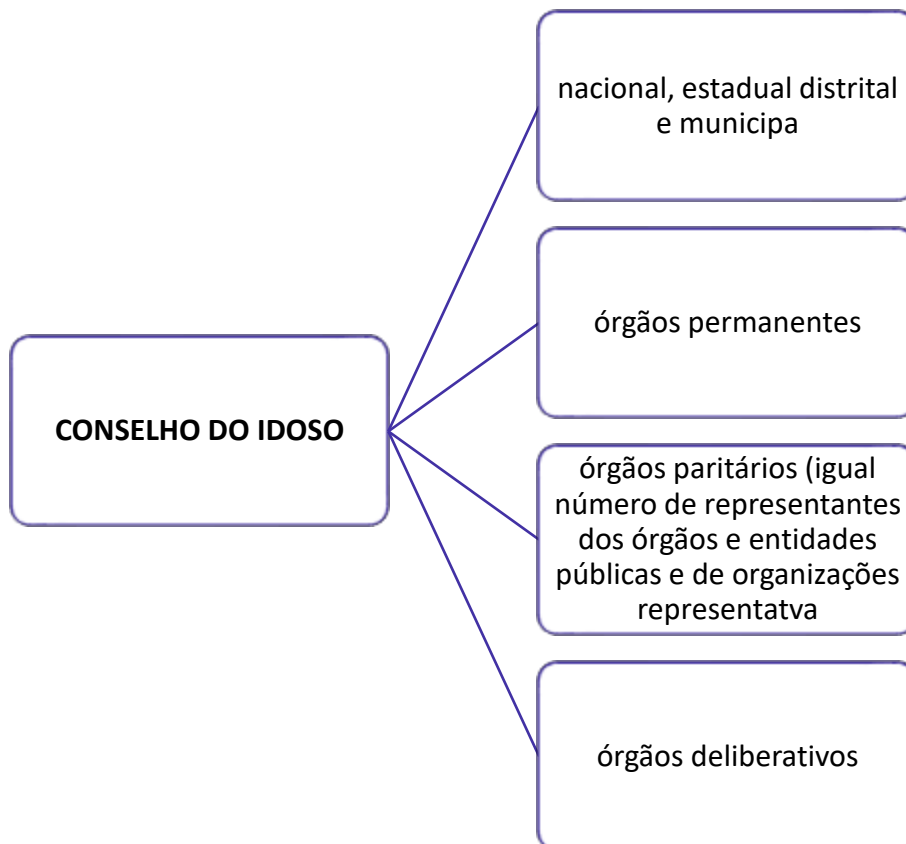 nacional, estadual distrital
e municipa
órgãos permanentes
CONSELHO DO IDOSO
órgãos paritários (igual
número de representantes
dos órgãos e entidades
públicas e de organizações
representatva
órgãos deliberativos